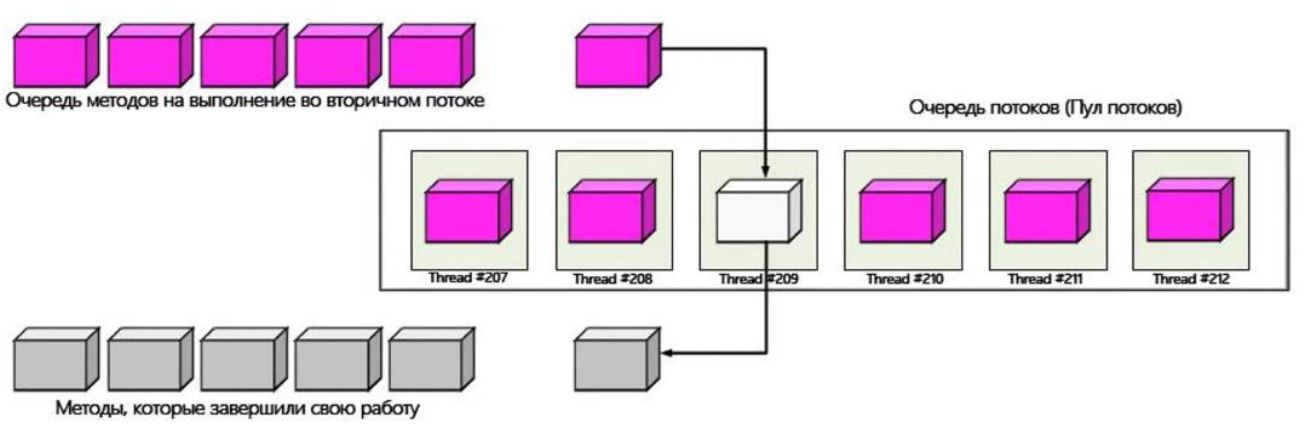 Очередь методов на выполнение во вторичном потоке
Очередь потоков (Пул потоков)
Thread #207
Thread #208
Thread #209
Thread #210
Thread #211
Thread #212
Методы, которые завершили свою работу